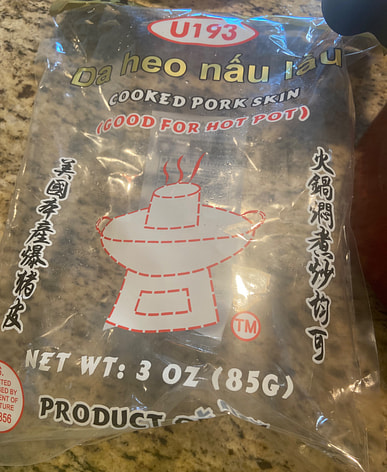 U193
Da heo nấu lẩu
COOKED PORK SKIN
(GOOD FOR HOT POT)
美國本產爆豬皮
火鍋燜煮炒均可
TM
NET WT: 3 OZ (85G)
PRODUCT
856